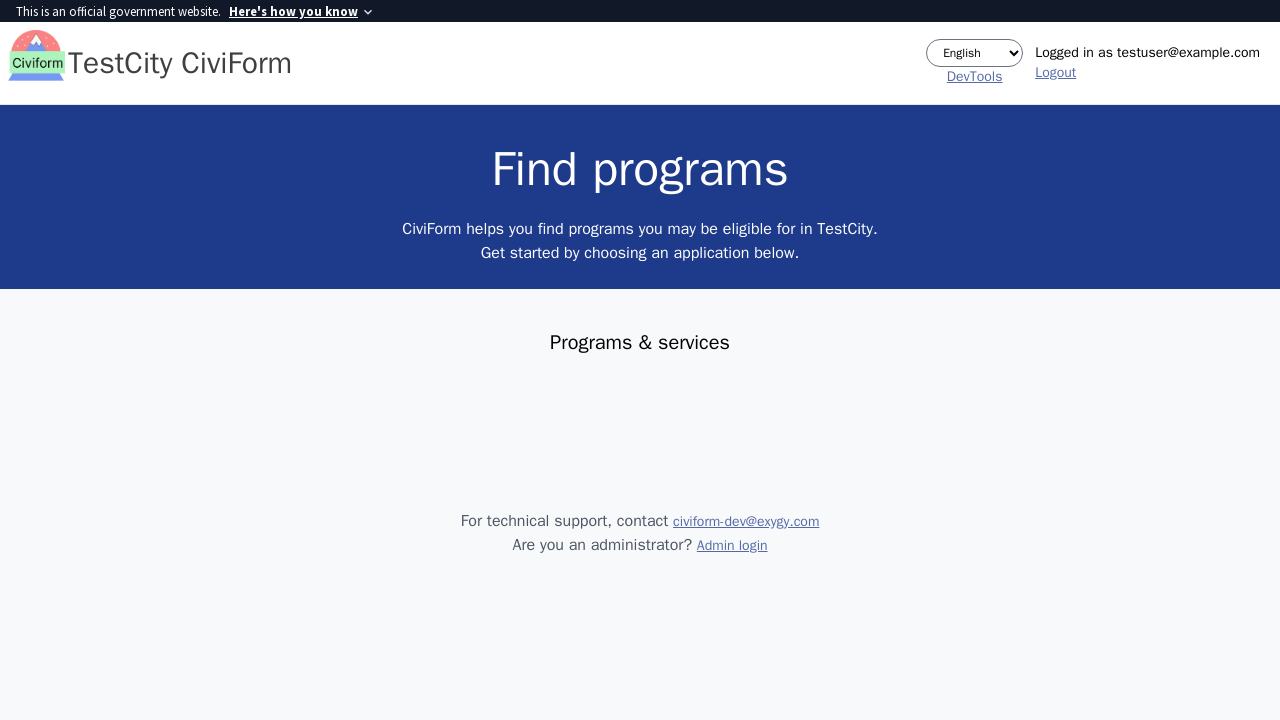 This is an official government website. Here's how you know
Civiform
TestCity CiviForm
English
DevTools
Logged in as testuser@example.com
Logout
Find programs
CiviForm helps you find programs you may be eligible for in TestCity.
Get started by choosing an application below.
Programs & services
For technical support, contact civiform-dev@exygy.com
Are you an administrator? Admin login